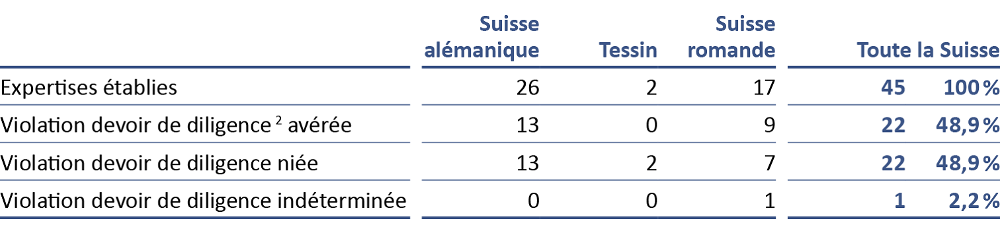 Suisse alémanique Tessin Suisse romande Toute la Suisse
Expertises établies 26 2 17 45 100 %
Violation devoir de diligence ² avérée 13 0 9 22 48,9 %
Violation devoir de diligence niée 13 2 7 22 48,9 %
Violation devoir de diligence indéterminée 0 0 1 1 2,2 %